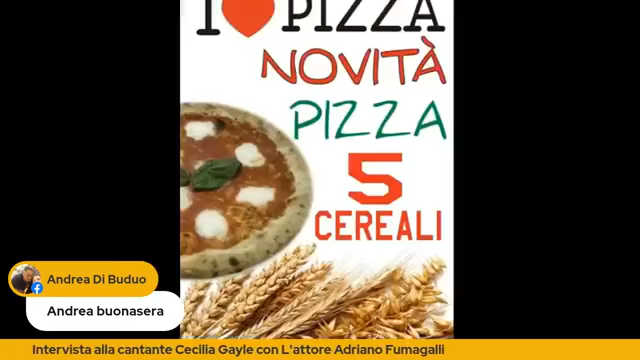 I ❤ PIZZA
NOVITÀ
PIZZA
5
CEREALI
Andrea Di Buduo
Andrea buonasera
Intervista alla cantante Cecilia Gayle con L'attore Adriano Fumagalli